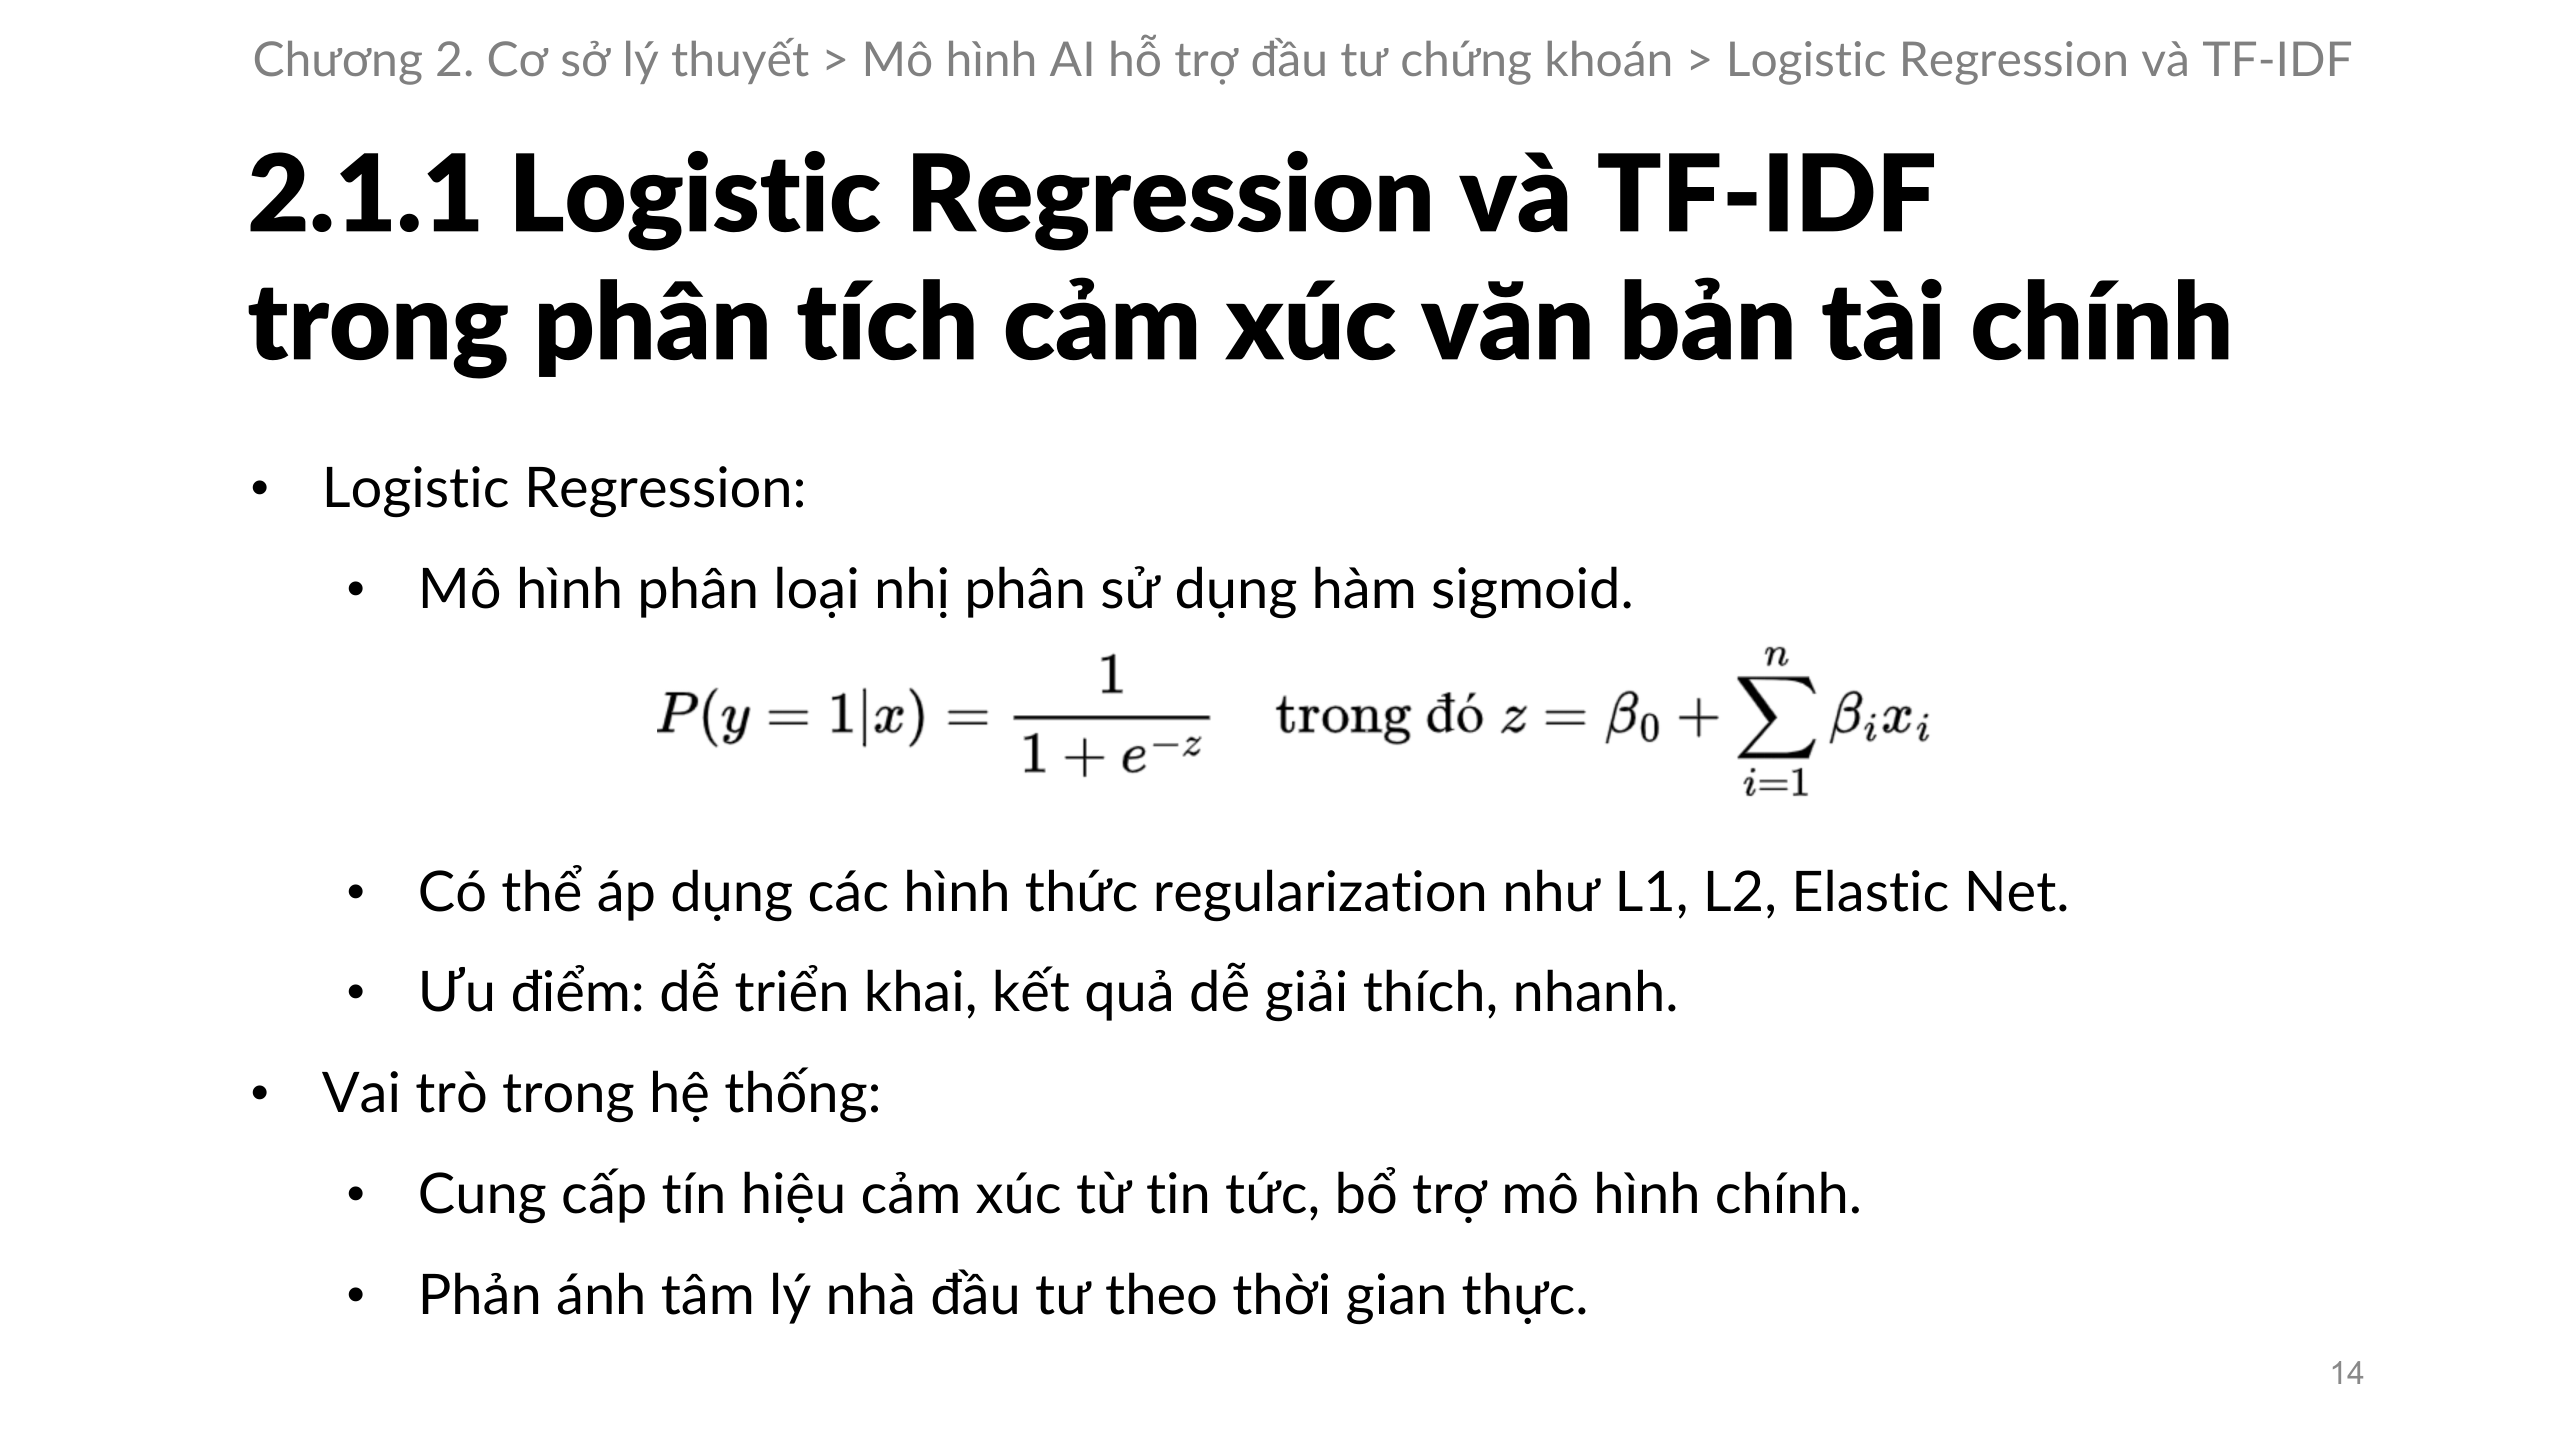 Chương 2. Cơ sở lý thuyết > Mô hình AI hỗ trợ đầu tư chứng khoán > Logistic Regression và TF-IDF
2.1.1 Logistic Regression và TF-IDF
trong phân tích cảm xúc văn bản tài chính
• Logistic Regression:
• Mô hình phân loại nhị phân sử dụng hàm sigmoid.
P(y = 1|x) = \frac{1}{1 + e^{-z}} trong đó z = β_0 + \sum_{i=1}^{n} β_i x_i
• Có thể áp dụng các hình thức regularization như L1, L2, Elastic Net.
• Ưu điểm: dễ triển khai, kết quả dễ giải thích, nhanh.
• Vai trò trong hệ thống:
• Cung cấp tín hiệu cảm xúc từ tin tức, bổ trợ mô hình chính.
• Phản ánh tâm lý nhà đầu tư theo thời gian thực.
14